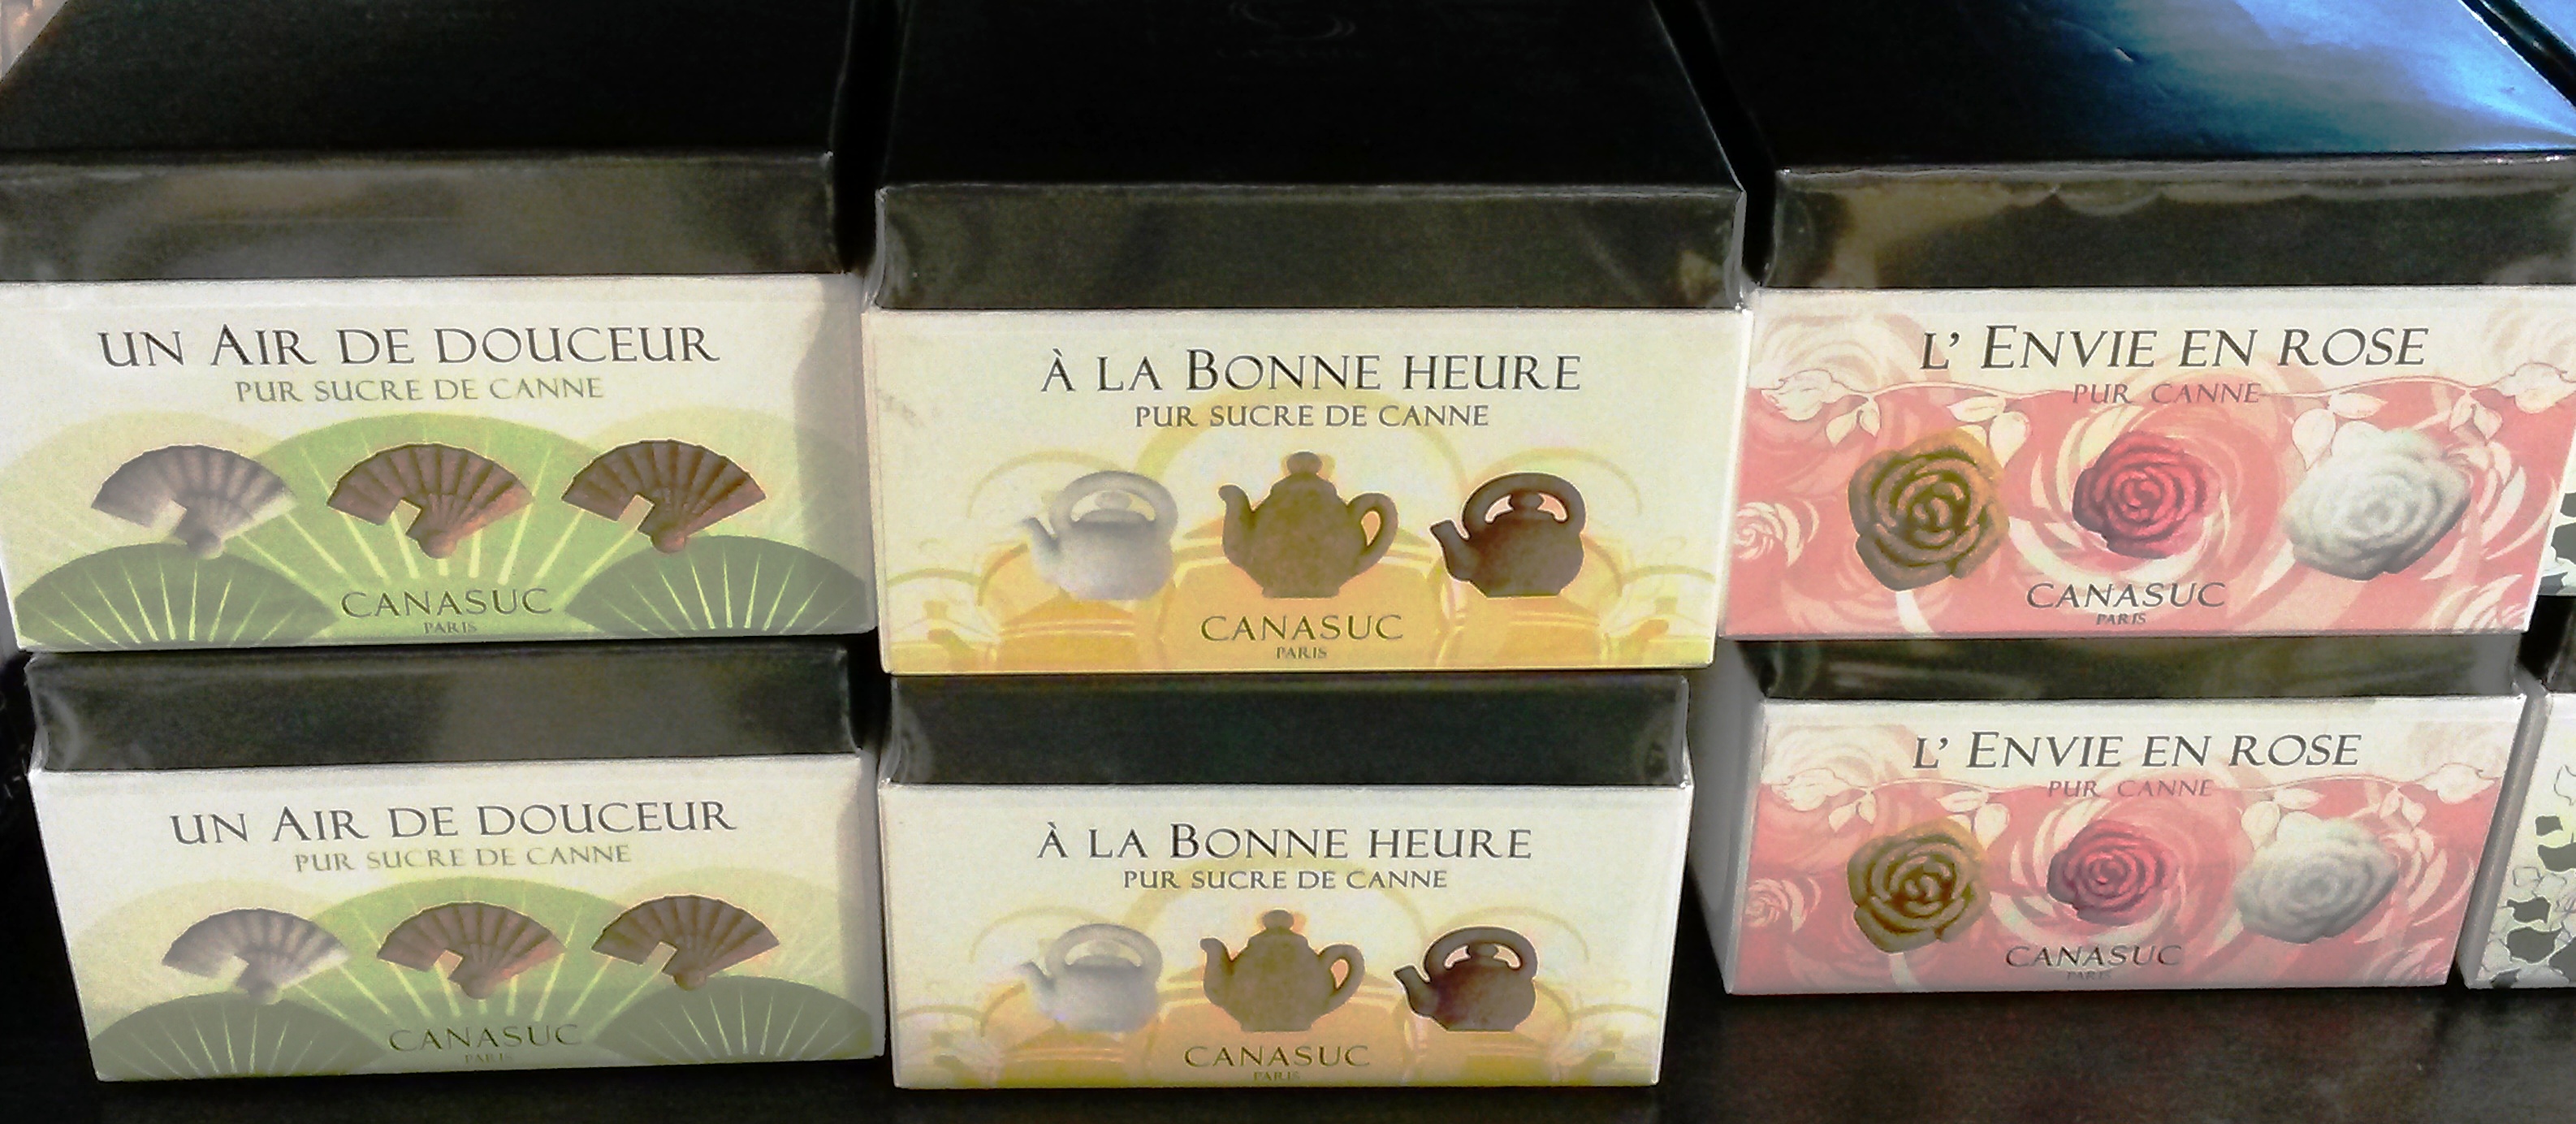 UN AIR DE DOUCEUR
PUR SUCRE DE CANNE
CANASUC
PARIS
À LA BONNE HEURE
PUR SUCRE DE CANNE
CANASUC
PARIS
L' ENVIE EN ROSE
PUR CANNE
CANASUC
PARIS
UN AIR DE DOUCEUR
PUR SUCRE DE CANNE
CANASUC
PARIS
À LA BONNE HEURE
PUR SUCRE DE CANNE
CANASUC
PARIS
L' ENVIE EN ROSE
PUR CANNE
CANASUC
PARIS